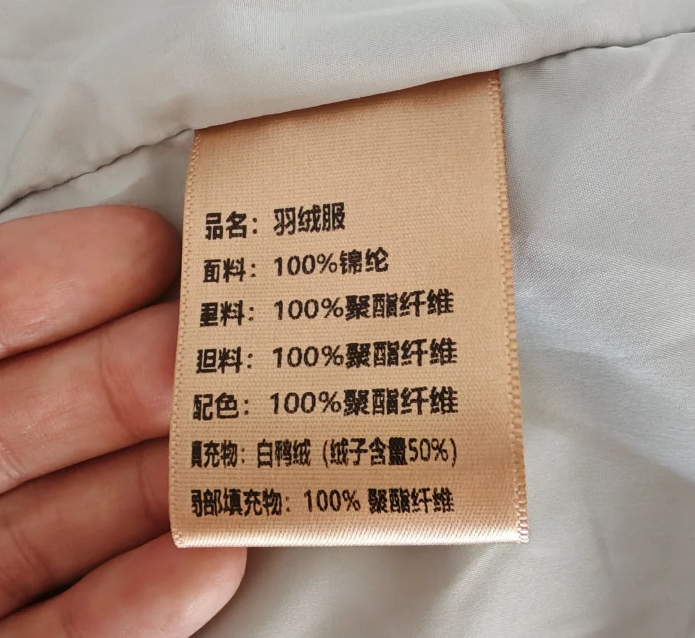 品名：羽绒服
面料：100%锦纶
里料：100%聚酯纤维
胆料：100%聚酯纤维
配色：100%聚酯纤维
填充物：白鸭绒（绒子含量50%）
局部填充物：100% 聚酯纤维